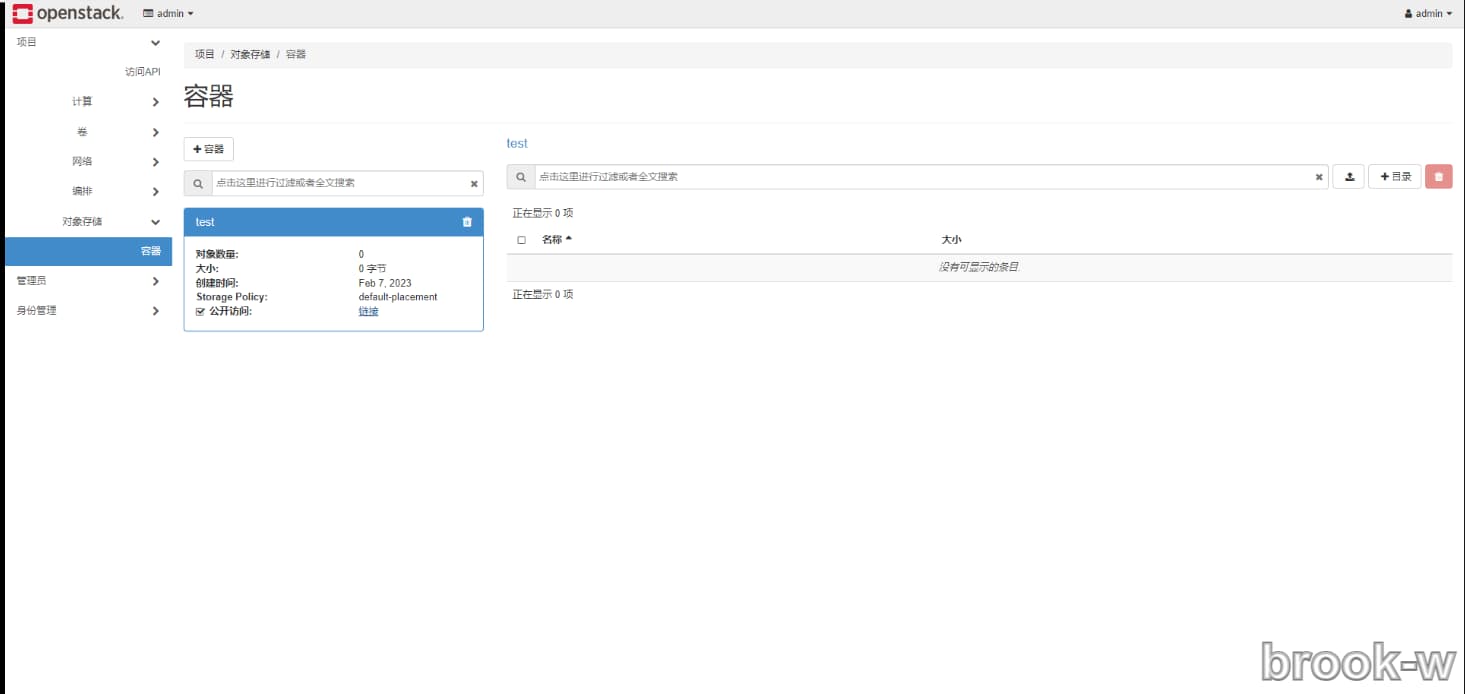 openstack. admin admin
项目
项目 / 对象存储 / 容器
访问API
容器
计算
卷
网络
编排
对象存储
容器
管理员
身份管理
容器
点击这里进行过滤或者全文搜索
test
对象数量: 0
大小: 0 字节
创建时间: Feb 7, 2023
Storage Policy: default-placement
公开访问: 链接
test
点击这里进行过滤或者全文搜索 目录
正在显示 0 项
名称 大小
没有可显示的条目.
正在显示 0 项
brook-w